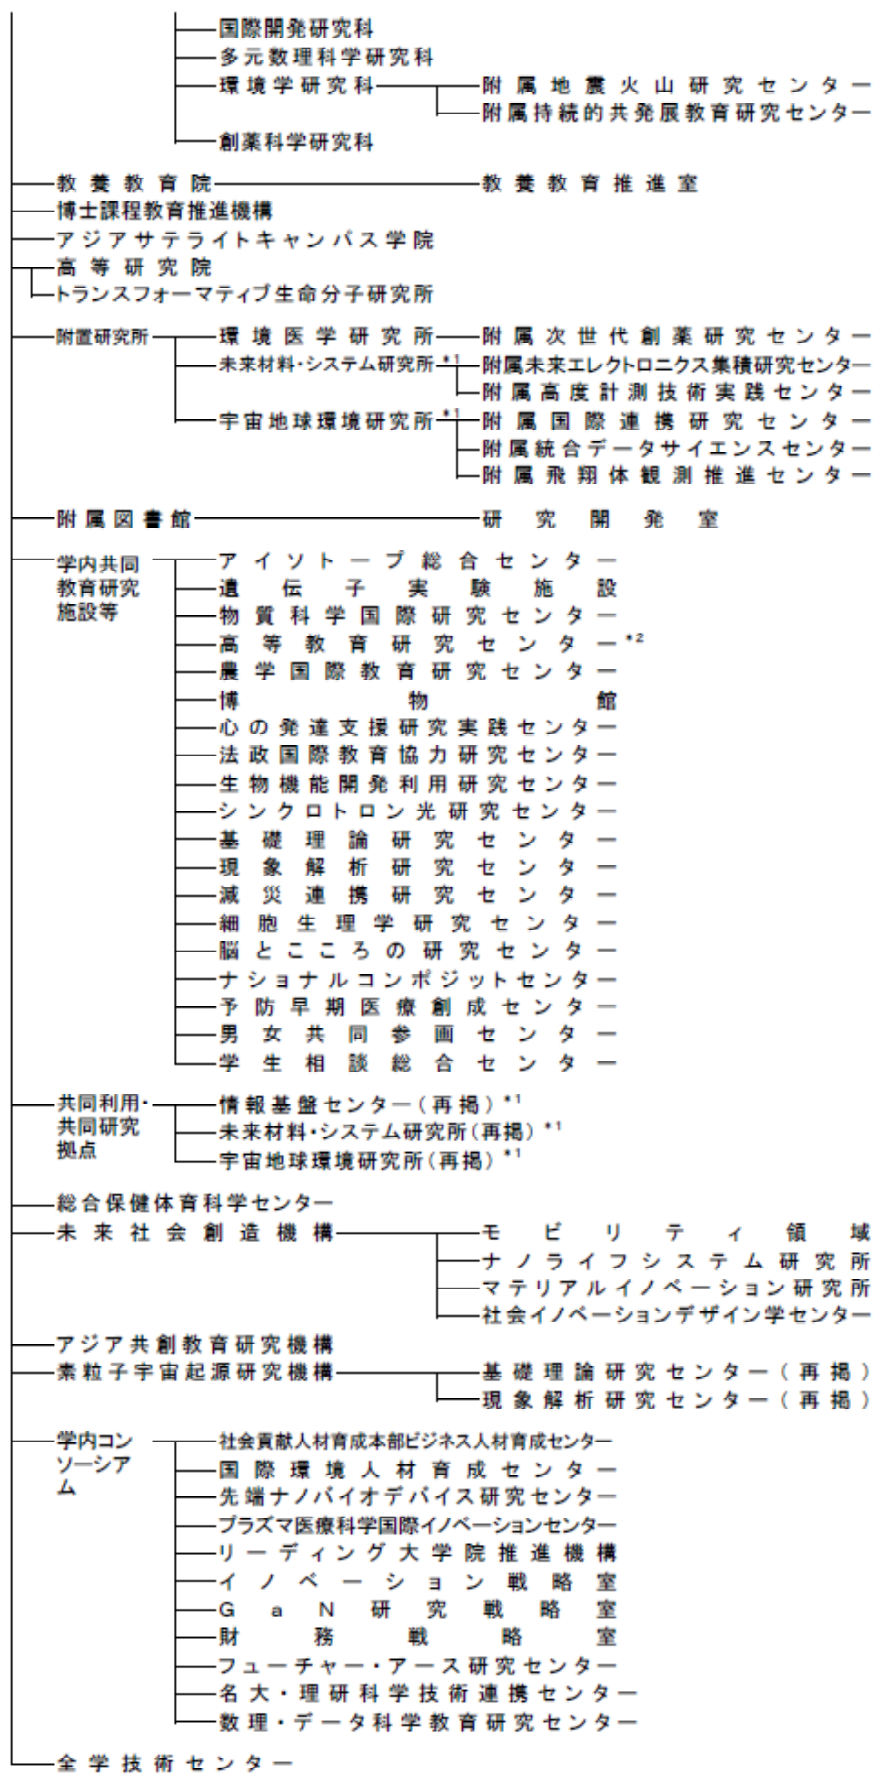 国際開発研究科
多元数理科学研究科
環境学研究科 附属地震火山研究センター
附属持続的共発展教育研究センター
創薬科学研究科
教養教育院 教養教育推進室
博士課程教育推進機構
アジアサテライトキャンパス学院
高等研究院
トランスフォーマティブ生命分子研究所
附置研究所 環境医学研究所 附属次世代創薬研究センター
未来材料・システム研究所*1 附属未来エレクトロニクス集積研究センター
附属高度計測技術実践センター
宇宙地球環境研究所*1 附属国際連携研究センター
附属統合データサイエンスセンター
附属飛翔体観測推進センター
附属図書館 研究開発室
学内共同 アイソトープ総合センター
教育研究 遺伝子実験施設
施設等 物質科学国際研究センター
高等教育研究センター*2
農学国際教育研究センター
博物館
心の発達支援研究実践センター
法政国際教育協力研究センター
生物機能開発利用研究センター
シンクロトロン光研究センター
基礎理論研究センター
現象解析研究センター
減災連携研究センター
細胞生理学研究センター
脳とこころの研究センター
ナショナルコンポジットセンター
予防早期医療創成センター
男女共同参画センター
学生相談総合センター
共同利用・ 情報基盤センター(再掲)*1
共同研究 未来材料・システム研究所(再掲)*1
拠点 宇宙地球環境研究所(再掲)*1
総合保健体育科学センター
未来社会創造機構 モビリティ領域
ナノライフシステム研究所
マテリアルイノベーション研究所
社会イノベーションデザイン学センター
アジア共創教育研究機構
素粒子宇宙起源研究機構 基礎理論研究センター(再掲)
現象解析研究センター(再掲)
学内コン 社会貢献人材育成本部ビジネス人材育成センター
ソーシア 国際環境人材育成センター
ム 先端ナノバイオデバイス研究センター
プラズマ医療科学国際イノベーションセンター
リーディング大学院推進機構
イノベーション戦略室
GaN研究戦略室
財務戦略室
フューチャー・アース研究センター
名大・理研科学技術連携センター
数理・データ科学教育研究センター
全学技術センター